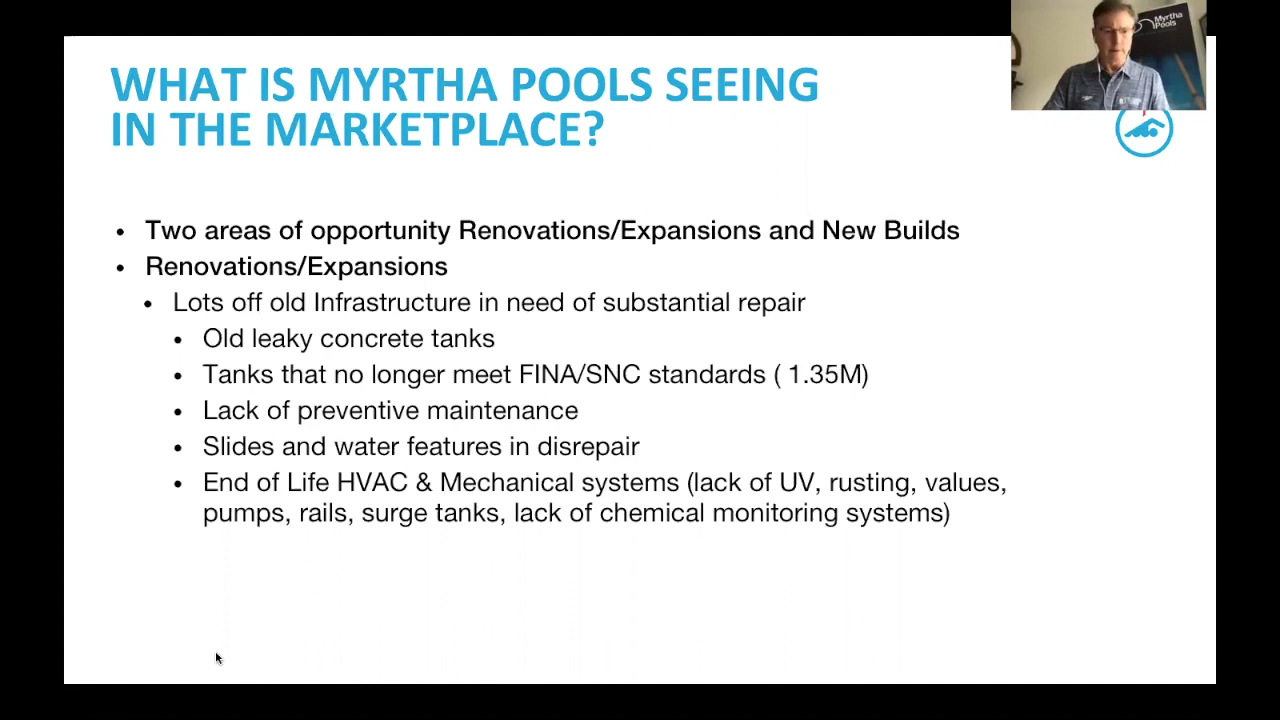 Myrtha
Pools
WHAT IS MYRTHA POOLS SEEING
IN THE MARKETPLACE?
• Two areas of opportunity Renovations/Expansions and New Builds
• Renovations/Expansions
• Lots off old Infrastructure in need of substantial repair
• Old leaky concrete tanks
• Tanks that no longer meet FINA/SNC standards ( 1.35M)
• Lack of preventive maintenance
• Slides and water features in disrepair
• End of Life HVAC & Mechanical systems (lack of UV, rusting, values,
pumps, rails, surge tanks, lack of chemical monitoring systems)